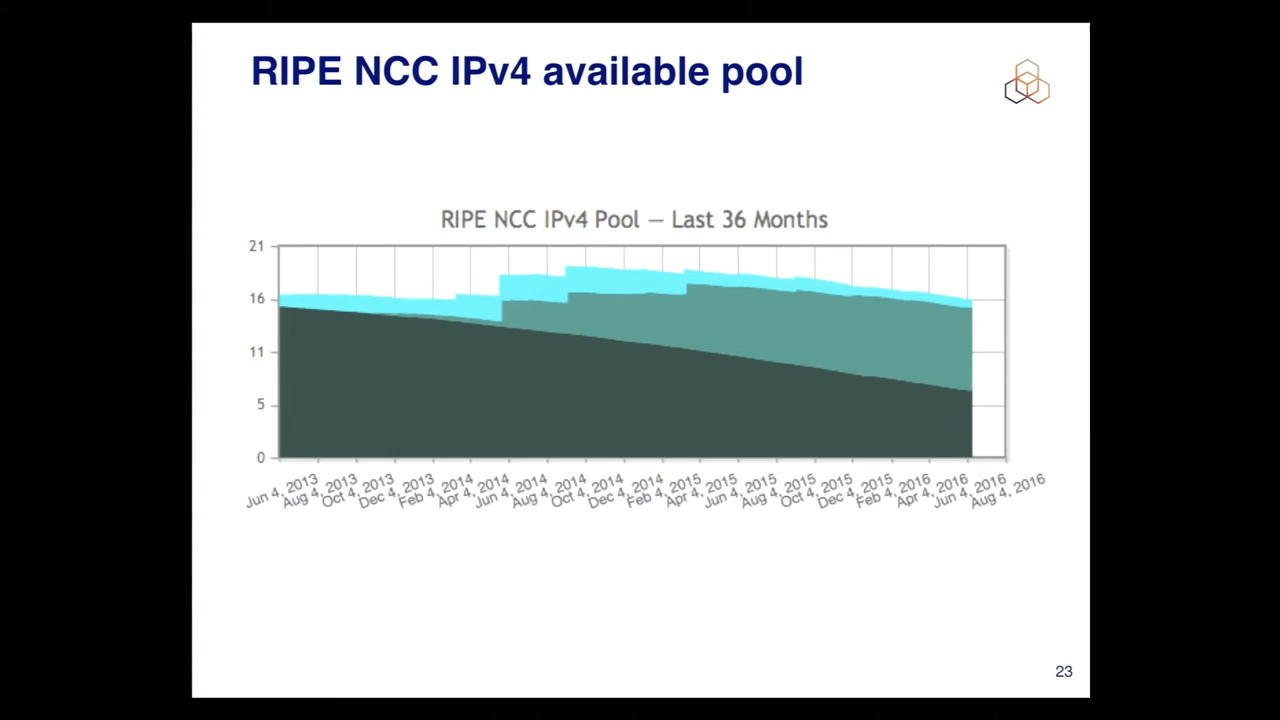 RIPE NCC IPv4 available pool
RIPE NCC IPv4 Pool — Last 36 Months
21
16
11
5
0
Jun 4, 2013
Aug 4, 2013
Oct 4, 2013
Dec 4, 2013
Feb 4, 2014
Apr 4, 2014
Jun 4, 2014
Aug 4, 2014
Oct 4, 2014
Dec 4, 2014
Feb 4, 2015
Apr 4, 2015
Jun 4, 2015
Aug 4, 2015
Oct 4, 2015
Dec 4, 2015
Feb 4, 2016
Apr 4, 2016
Jun 4, 2016
Aug 4, 2016
23